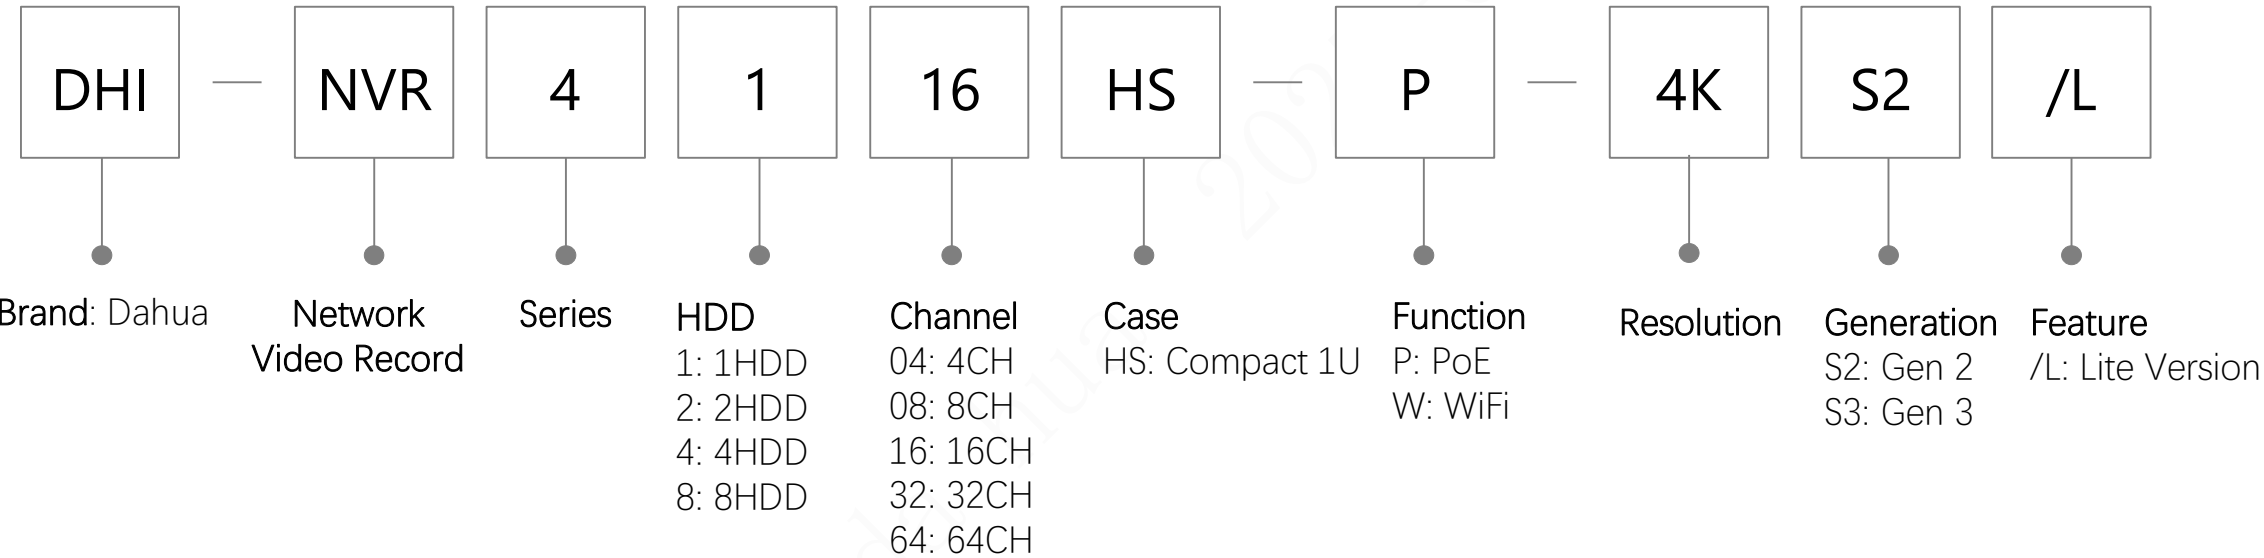 DHI — NVR 4 1 16 HS — P — 4K S2 /L
Brand: Dahua
Network
Video Record
Series
HDD
1: 1HDD
2: 2HDD
4: 4HDD
8: 8HDD
Channel
04: 4CH
08: 8CH
16: 16CH
32: 32CH
64: 64CH
Case
HS: Compact 1U
Function
P: PoE
W: WiFi
Resolution
Generation
S2: Gen 2
S3: Gen 3
Feature
/L: Lite Version